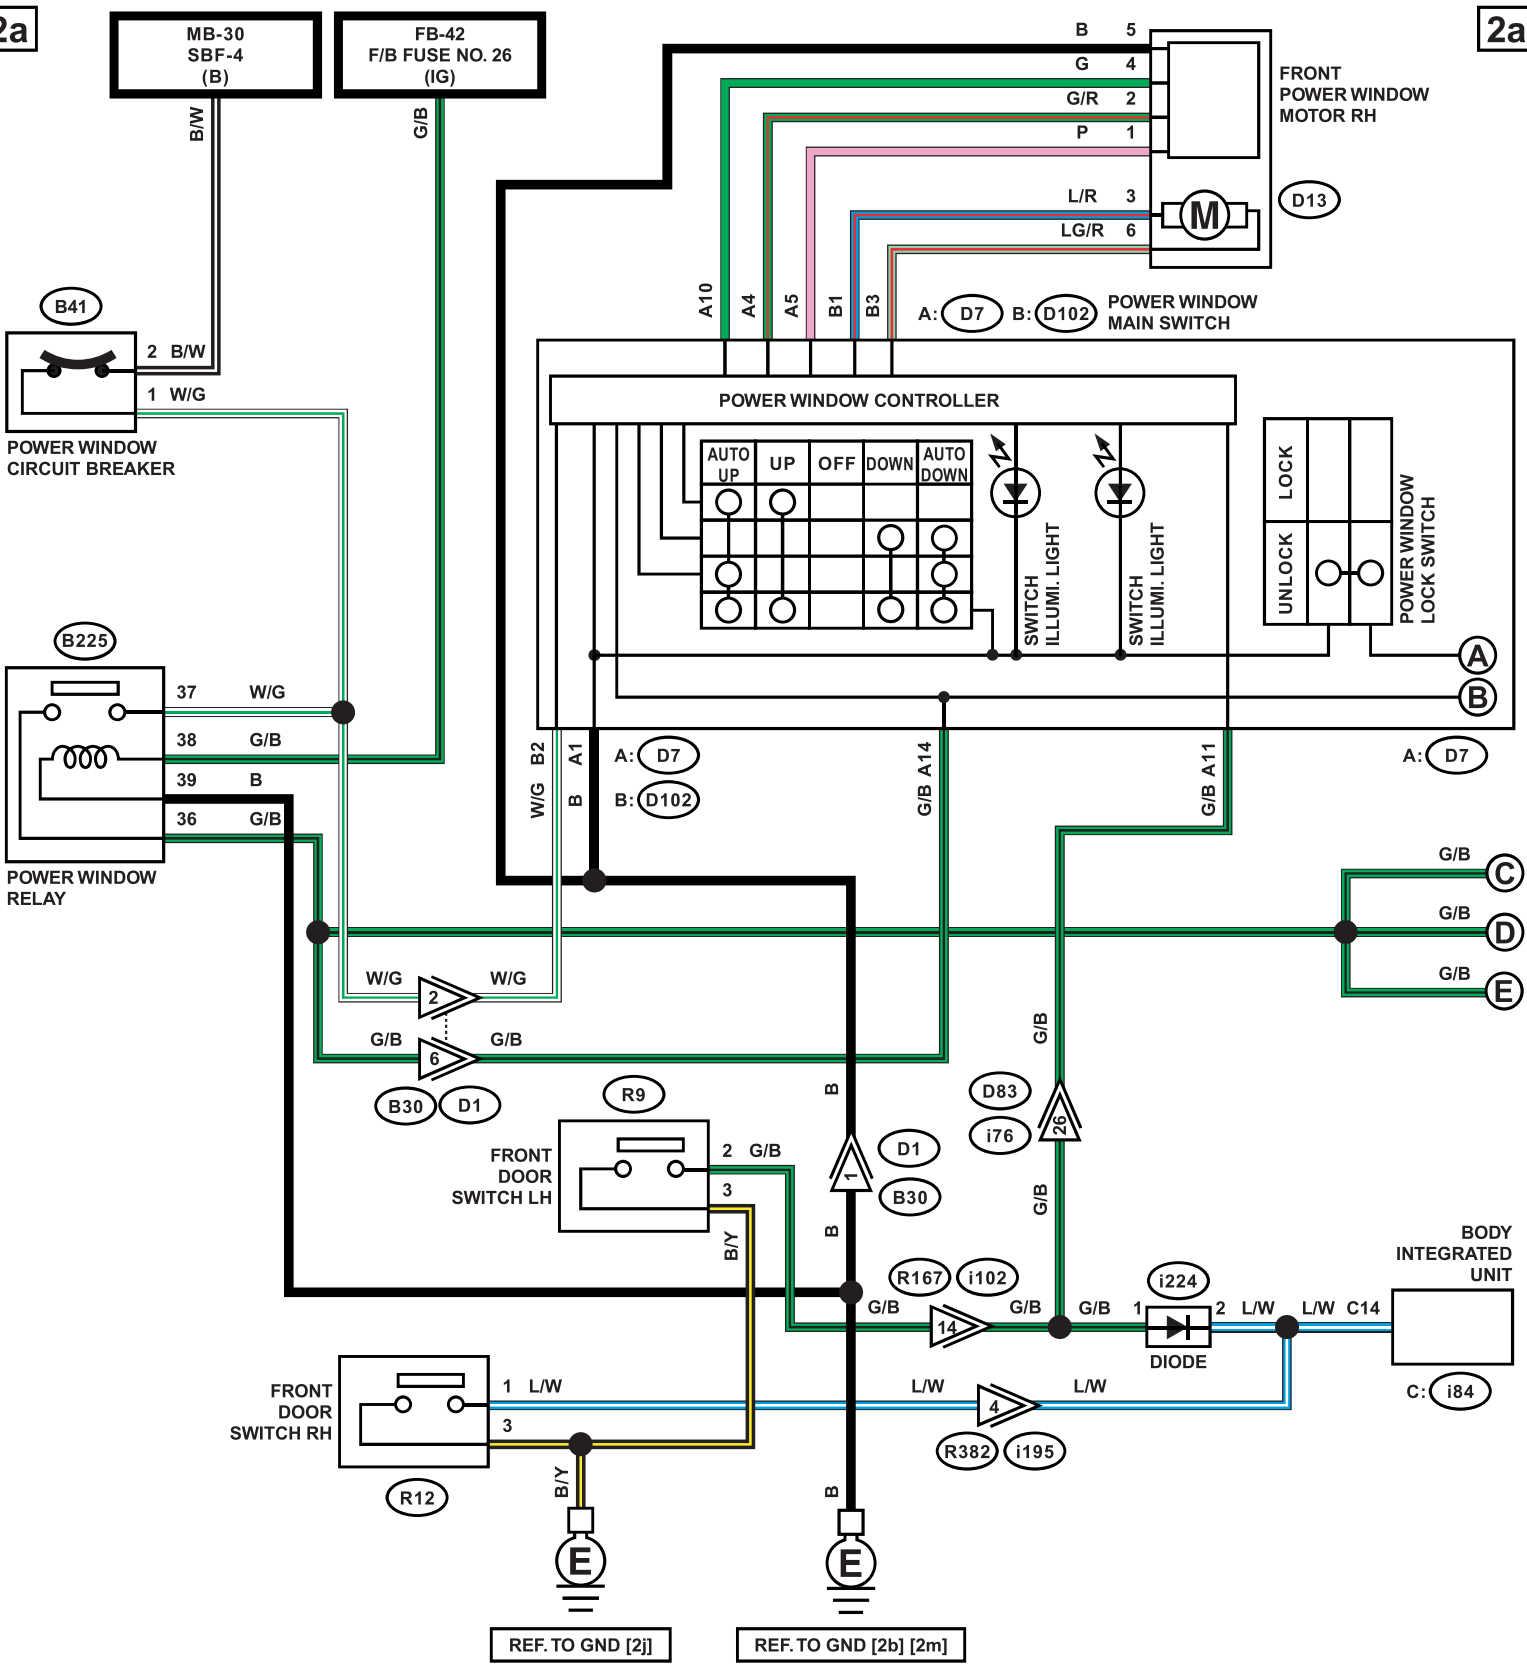 2a
2a
MB-30
SBF-4
(B)
FB-42
F/B FUSE NO. 26
(IG)
B/W
G/B
B 5
G 4
G/R 2
P 1
L/R 3
LG/R 6
FRONT
POWER WINDOW
MOTOR RH
M
D13
B41
2 B/W
1 W/G
POWER WINDOW
CIRCUIT BREAKER
A10
A4
A5
B1
B3
A: D7 B: D102
POWER WINDOW
MAIN SWITCH
POWER WINDOW CONTROLLER
AUTO
UP
UP
OFF
DOWN
AUTO
DOWN
SWITCH
ILLUMI. LIGHT
SWITCH
ILLUMI. LIGHT
LOCK
UNLOCK
POWER WINDOW
LOCK SWITCH
A
B
B225
37 W/G
38 G/B
39 B
36 G/B
POWER WINDOW
RELAY
W/G B2
B A1
A: D7
B: D102
G/B A14
G/B A11
A: D7
G/B C
G/B D
G/B E
W/G 2 W/G
G/B 6 G/B
B30 D1
G/B
D83
i76
26
G/B
R9
FRONT
DOOR
SWITCH LH
2 G/B
3
B/Y
B
1
D1
B30
B
R167 i102
G/B 14 G/B
G/B 1
i224
2 L/W
DIODE
L/W C14
BODY
INTEGRATED
UNIT
C: i84
FRONT
DOOR
SWITCH RH
1 L/W
3
R12
L/W 4 L/W
R382 i195
B/Y
B
E
E
REF. TO GND [2j]
REF. TO GND [2b] [2m]